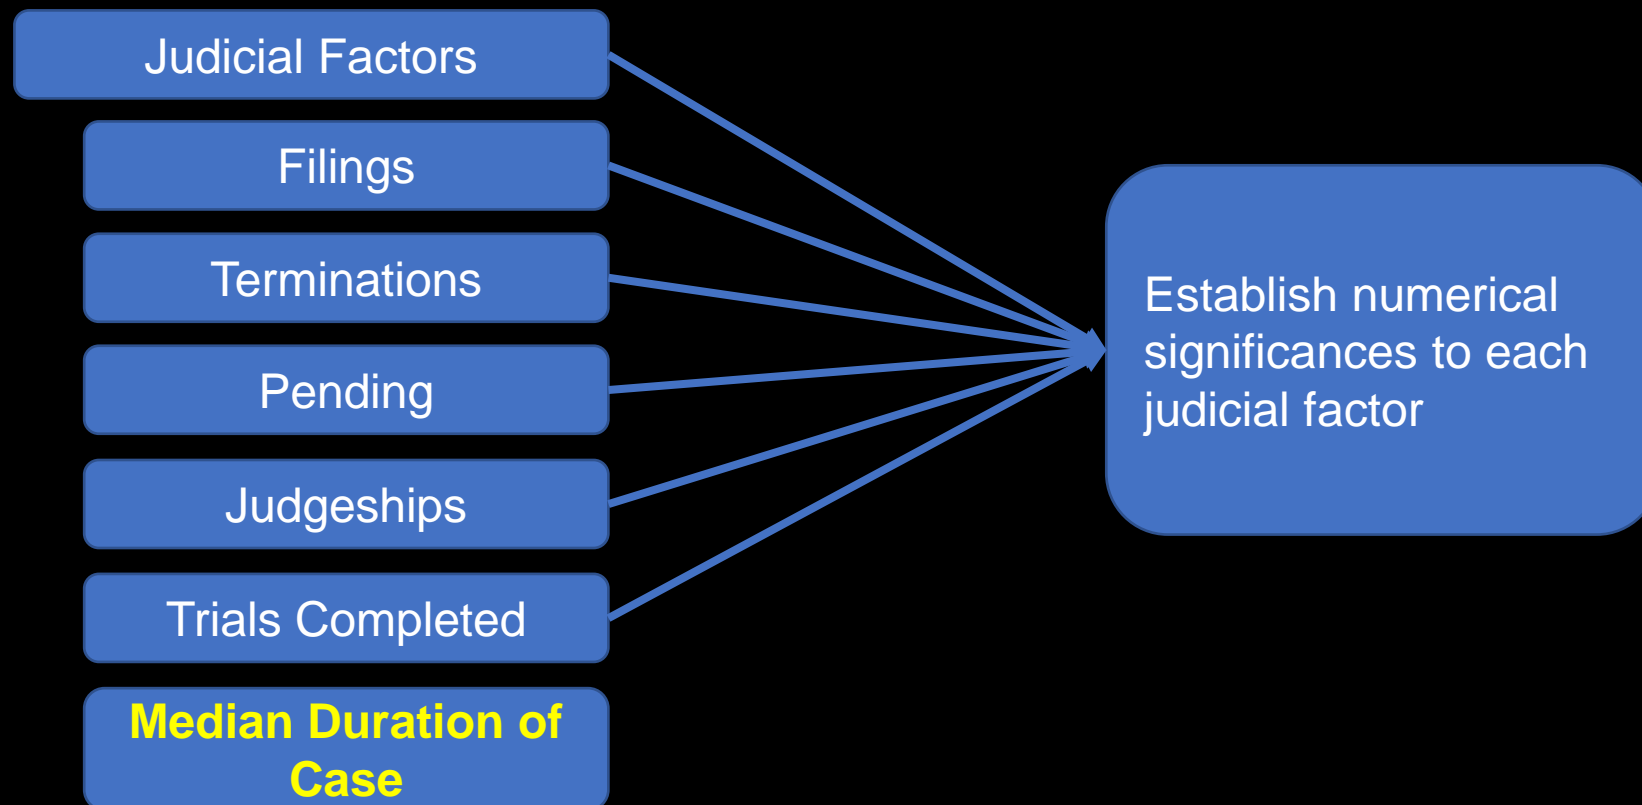 Judicial Factors
Filings
Terminations
Pending
Judgeships
Trials Completed
Median Duration of
Case
Establish numerical
significances to each
judicial factor